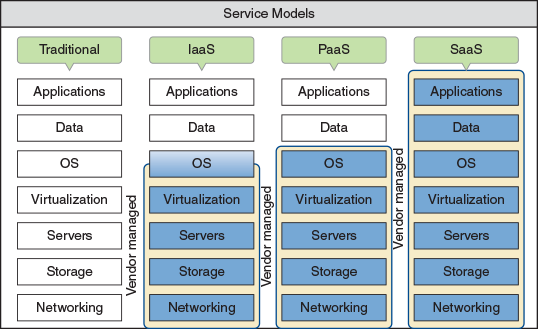 Service Models
Traditional
IaaS
PaaS
SaaS
Applications
Applications
Applications
Applications
Data
Data
Data
Data
OS
OS
OS
OS
Virtualization
Virtualization
Virtualization
Virtualization
Servers
Servers
Servers
Servers
Storage
Storage
Storage
Storage
Networking
Networking
Networking
Networking
Vendor managed
Vendor managed
Vendor managed